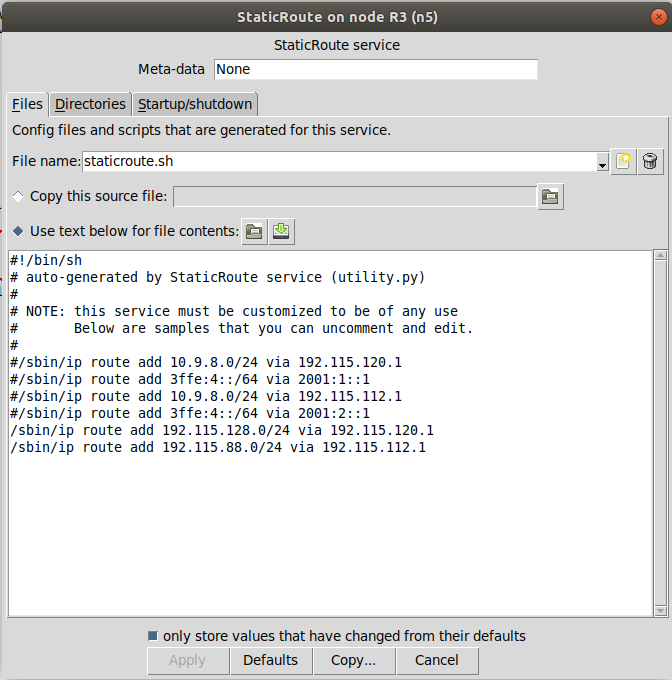 StaticRoute on node R3 (n5)
StaticRoute service
Meta-data None
Files Directories Startup/shutdown
Config files and scripts that are generated for this service.
File name: staticroute.sh
Copy this source file:
Use text below for file contents:
#!/bin/sh
# auto-generated by StaticRoute service (utility.py)
#
# NOTE: this service must be customized to be of any use
#       Below are samples that you can uncomment and edit.
#
#/sbin/ip route add 10.9.8.0/24 via 192.115.120.1
#/sbin/ip route add 3ffe:4::/64 via 2001:1::1
#/sbin/ip route add 10.9.8.0/24 via 192.115.112.1
#/sbin/ip route add 3ffe:4::/64 via 2001:2::1
/sbin/ip route add 192.115.128.0/24 via 192.115.120.1
/sbin/ip route add 192.115.88.0/24 via 192.115.112.1
only store values that have changed from their defaults
Apply Defaults Copy... Cancel